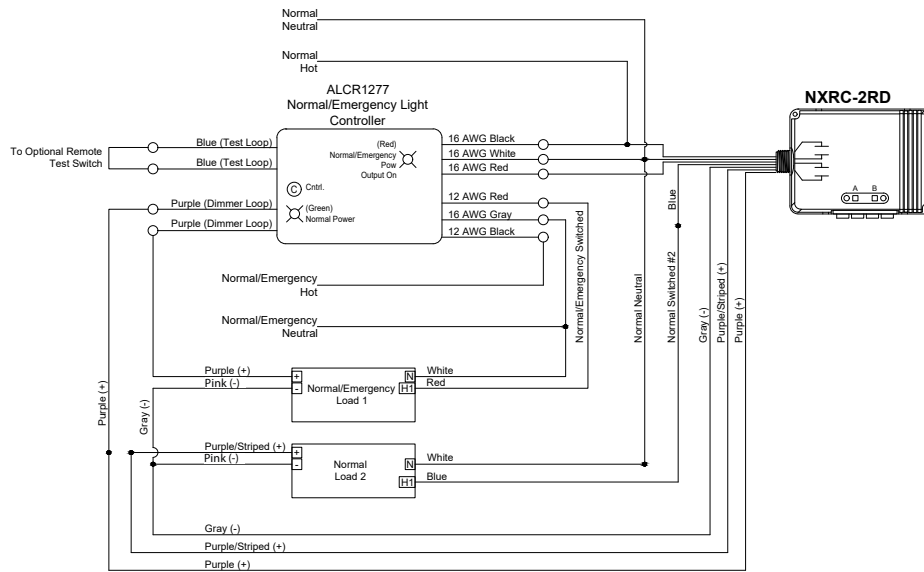 Normal
Neutral
Normal
Hot
ALCR1277
Normal/Emergency Light
Controller
NXRC-2RD
To Optional Remote
Test Switch
Blue (Test Loop)
Blue (Test Loop)
Purple (Dimmer Loop)
Purple (Dimmer Loop)
(Red)
Normal/Emergency
Pow
Output On
C Cntrl.
(Green)
Normal Power
16 AWG Black
16 AWG White
16 AWG Red
12 AWG Red
16 AWG Gray
12 AWG Black
A B
Normal/Emergency
Hot
Normal/Emergency
Neutral
Normal/Emergency Switched
Normal Neutral
Blue
Normal Switched #2
Gray (-)
Purple/Striped (+)
Purple (+)
Purple (+)
Gray (-)
Purple (+)
Pink (-)
+
-
Normal/Emergency
Load 1
N
H1
White
Red
Purple/Striped (+)
Pink (-)
+
-
Normal
Load 2
N
H1
White
Blue
Gray (-)
Purple/Striped (+)
Purple (+)